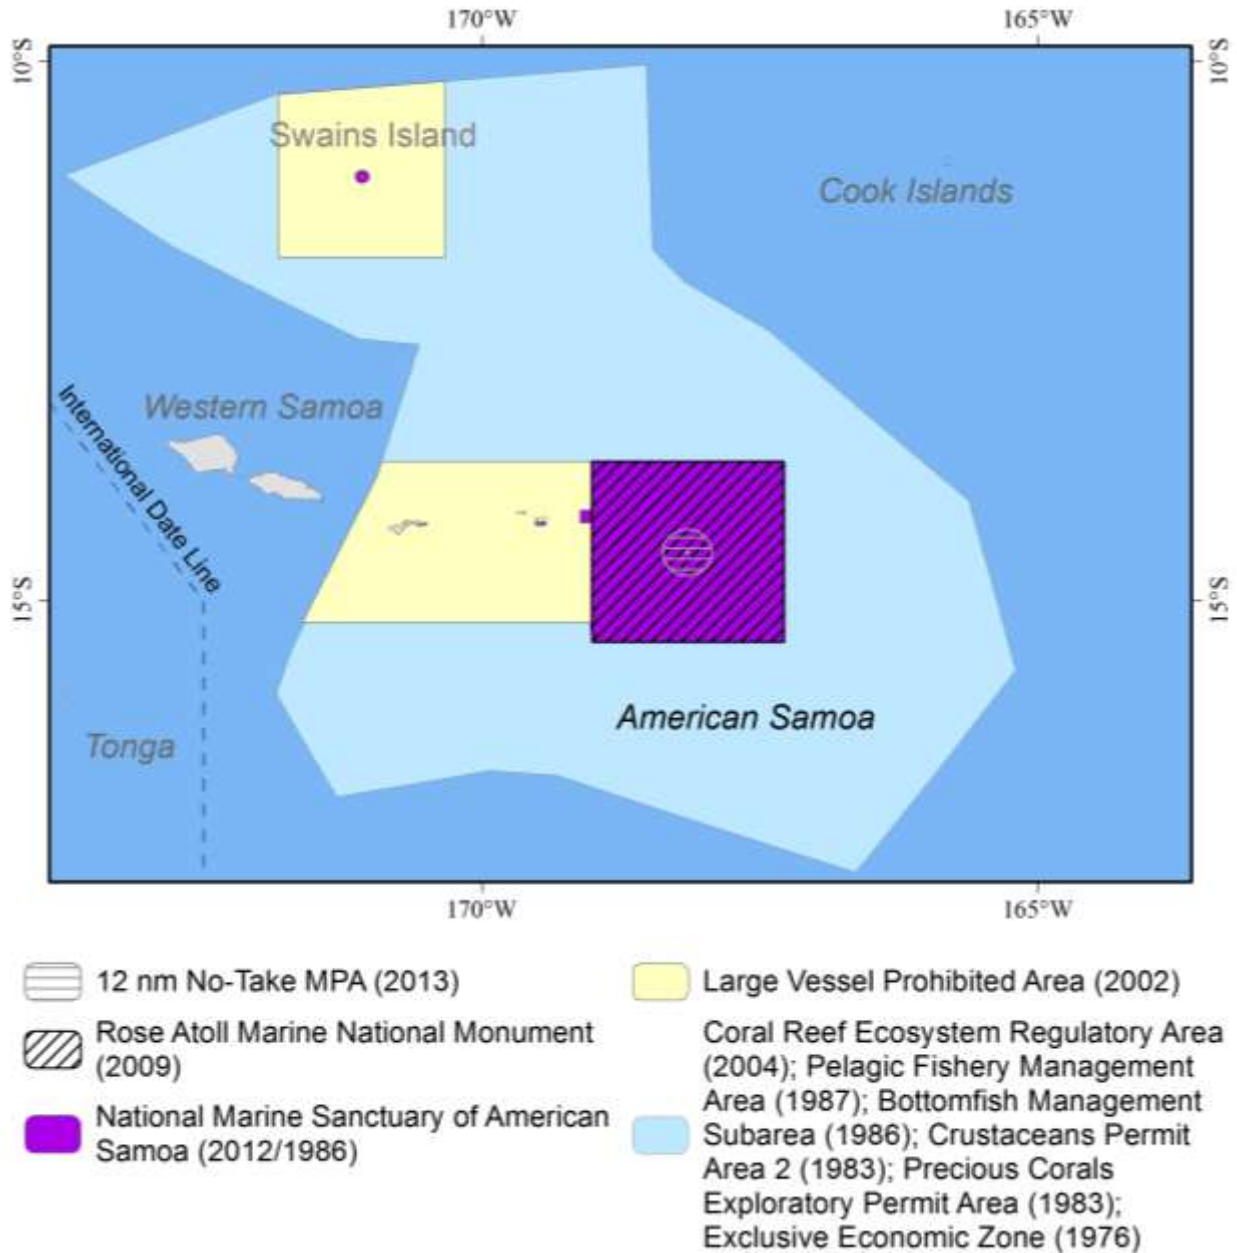 170°W 165°W
10°S 10°S
Swains Island
Cook Islands
Western Samoa
International Date Line
15°S 15°S
American Samoa
Tonga
170°W 165°W
12 nm No-Take MPA (2013)
Rose Atoll Marine National Monument
(2009)
National Marine Sanctuary of American
Samoa (2012/1986)
Large Vessel Prohibited Area (2002)
Coral Reef Ecosystem Regulatory Area
(2004); Pelagic Fishery Management
Area (1987); Bottomfish Management
Subarea (1986); Crustaceans Permit
Area 2 (1983); Precious Corals
Exploratory Permit Area (1983);
Exclusive Economic Zone (1976)